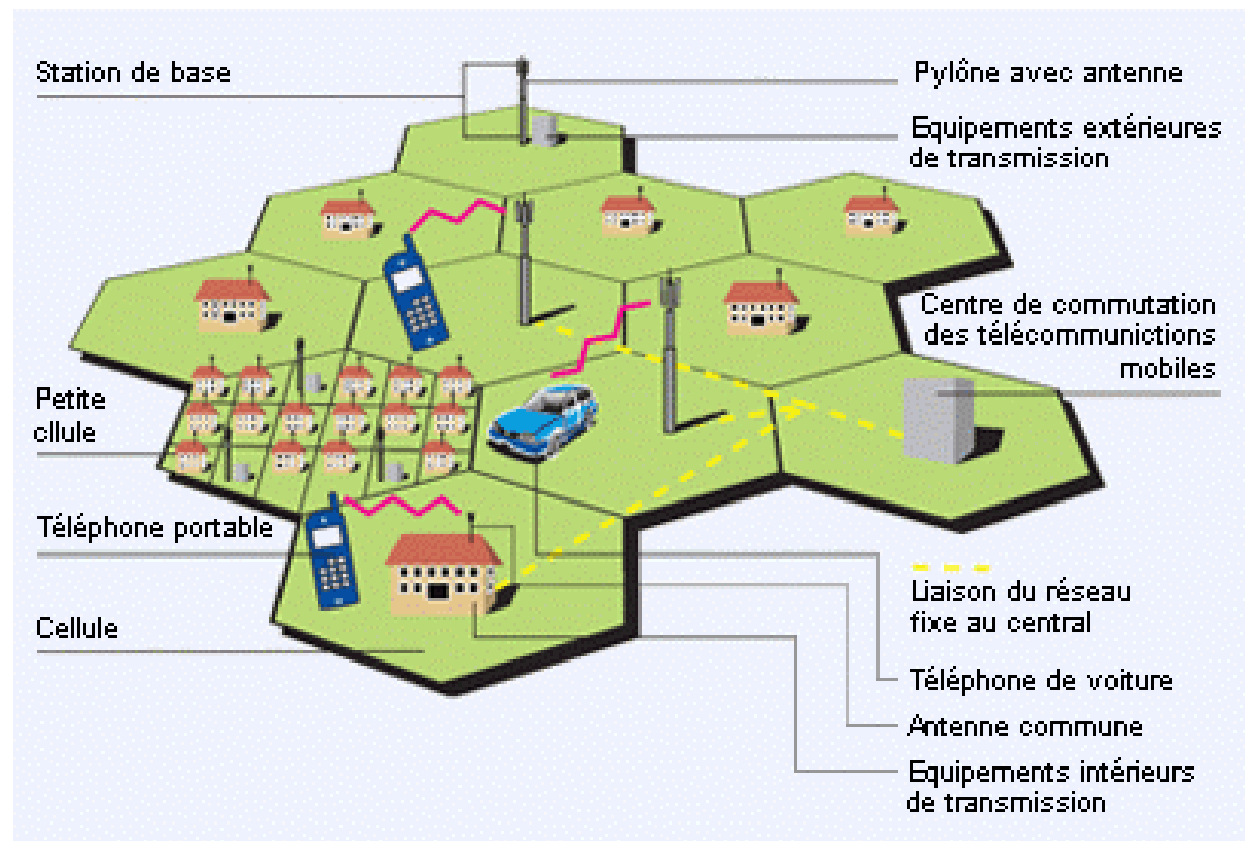 Station de base
Pylône avec antenne
Equipements extérieures
de transmission
Centre de commutation
des télécommunictions
mobiles
Petite
cllule
Téléphone portable
Liaison du réseau
fixe au central
Cellule
Téléphone de voiture
Antenne commune
Equipements intérieurs
de transmission